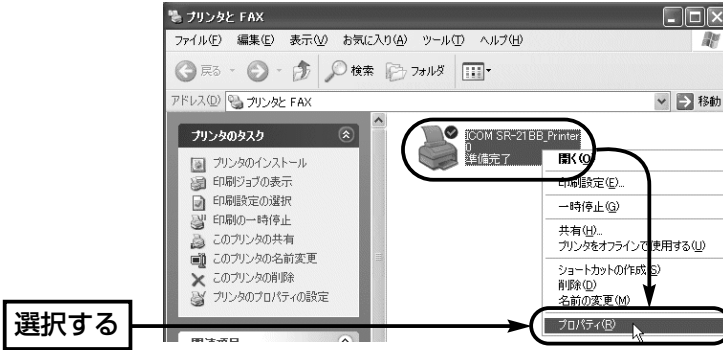 プリンタと FAX
ファイル(F) 編集(E) 表示(V) お気に入り(A) ツール(T) ヘルプ(H)
戻る 検索 フォルダ
アドレス(D) プリンタと FAX 移動
プリンタのタスク
プリンタのインストール
印刷ジョブの表示
印刷設定の選択
印刷の一時停止
このプリンタの共有
このプリンタの名前変更
このプリンタの削除
プリンタのプロパティの設定
関連項目
ICOM SR-21BB_Printer
0
準備完了
開く(O)
印刷設定(E)...
一時停止(G)
共有(H)...
プリンタをオフラインで使用する(U)
ショートカットの作成(S)
削除(D)
名前の変更(M)
プロパティ(R)
選択する